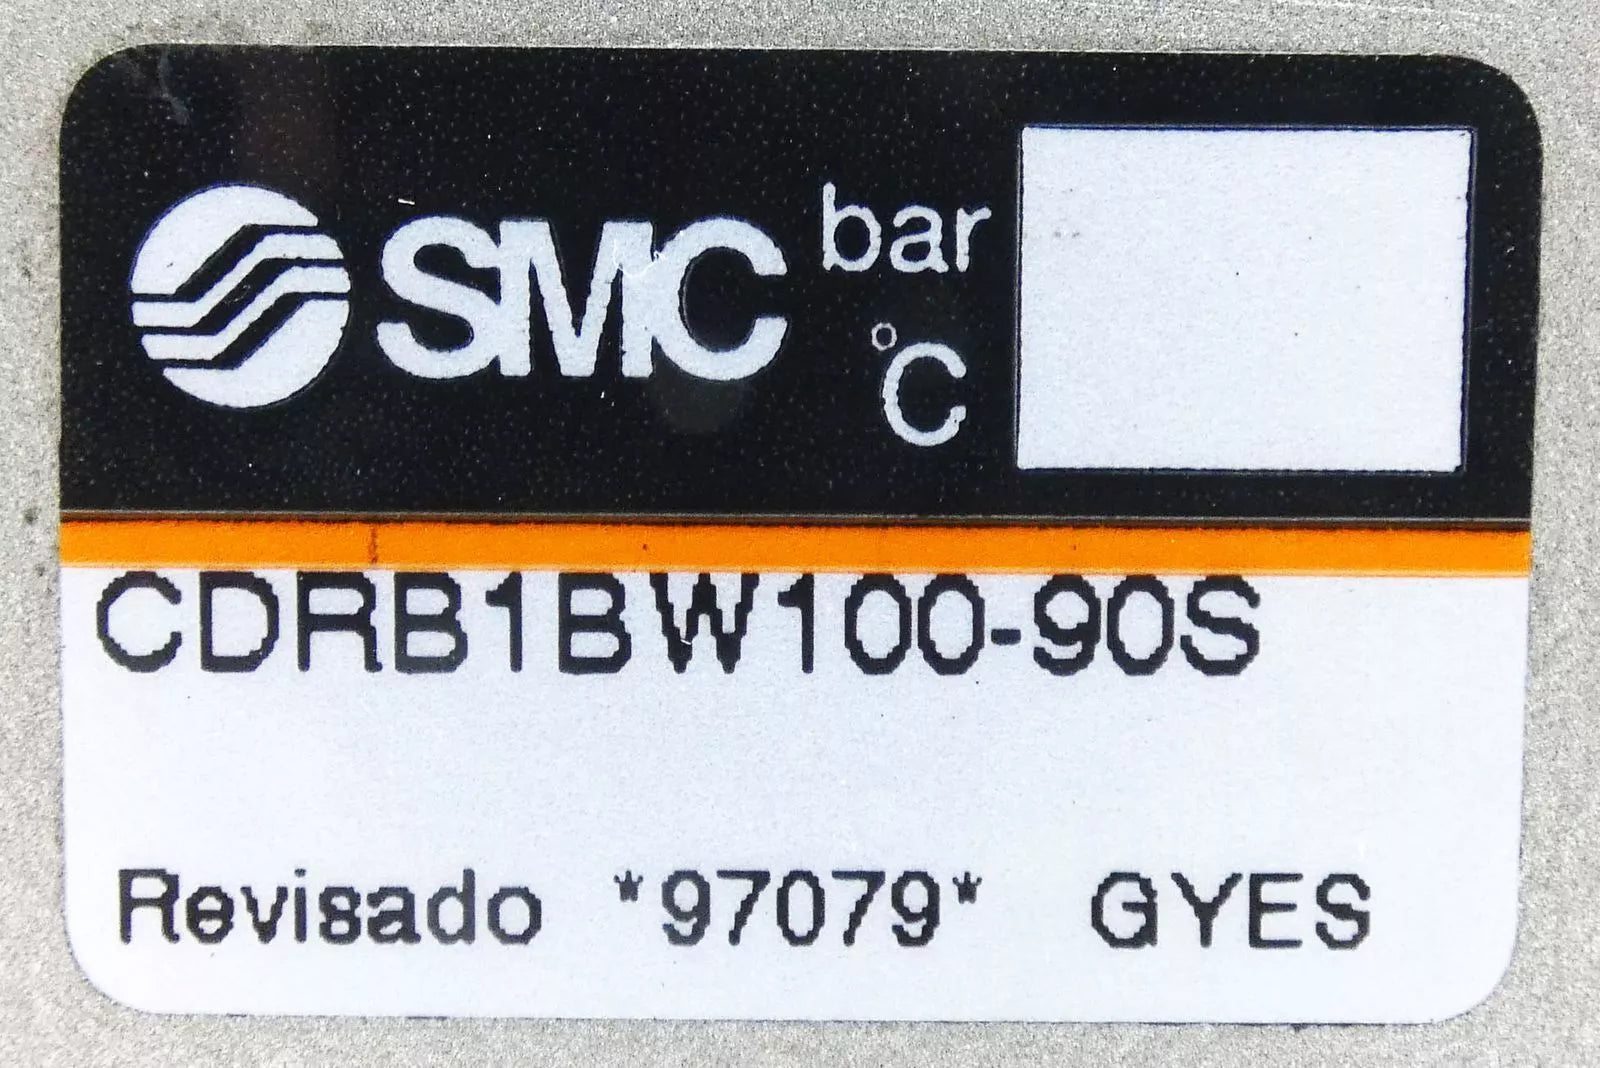 SMC bar
°C
CDRB1BW100-90S
Revisado *97079* GYES